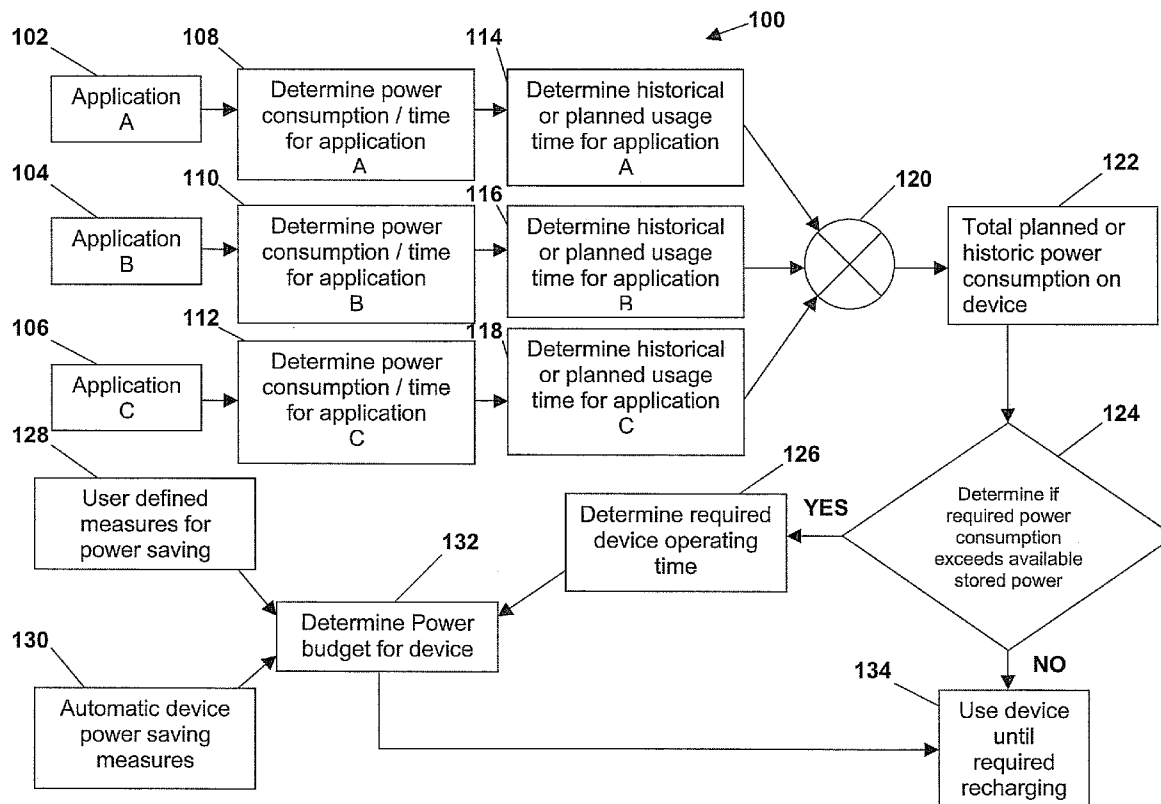 100
102
Application
A
108
Determine power
consumption / time
for application
A
114
Determine historical
or planned usage
time for application
A
104
Application
B
110
Determine power
consumption / time
for application
B
116
Determine historical
or planned usage
time for application
B
106
Application
C
112
Determine power
consumption / time
for application
C
118
Determine historical
or planned usage
time for application
C
120
122
Total planned or
historic power
consumption on
device
124
Determine if
required power
consumption
exceeds available
stored power
YES
NO
126
Determine required
device operating
time
128
User defined
measures for
power saving
130
Automatic device
power saving
measures
132
Determine Power
budget for device
134
Use device
until
required
recharging